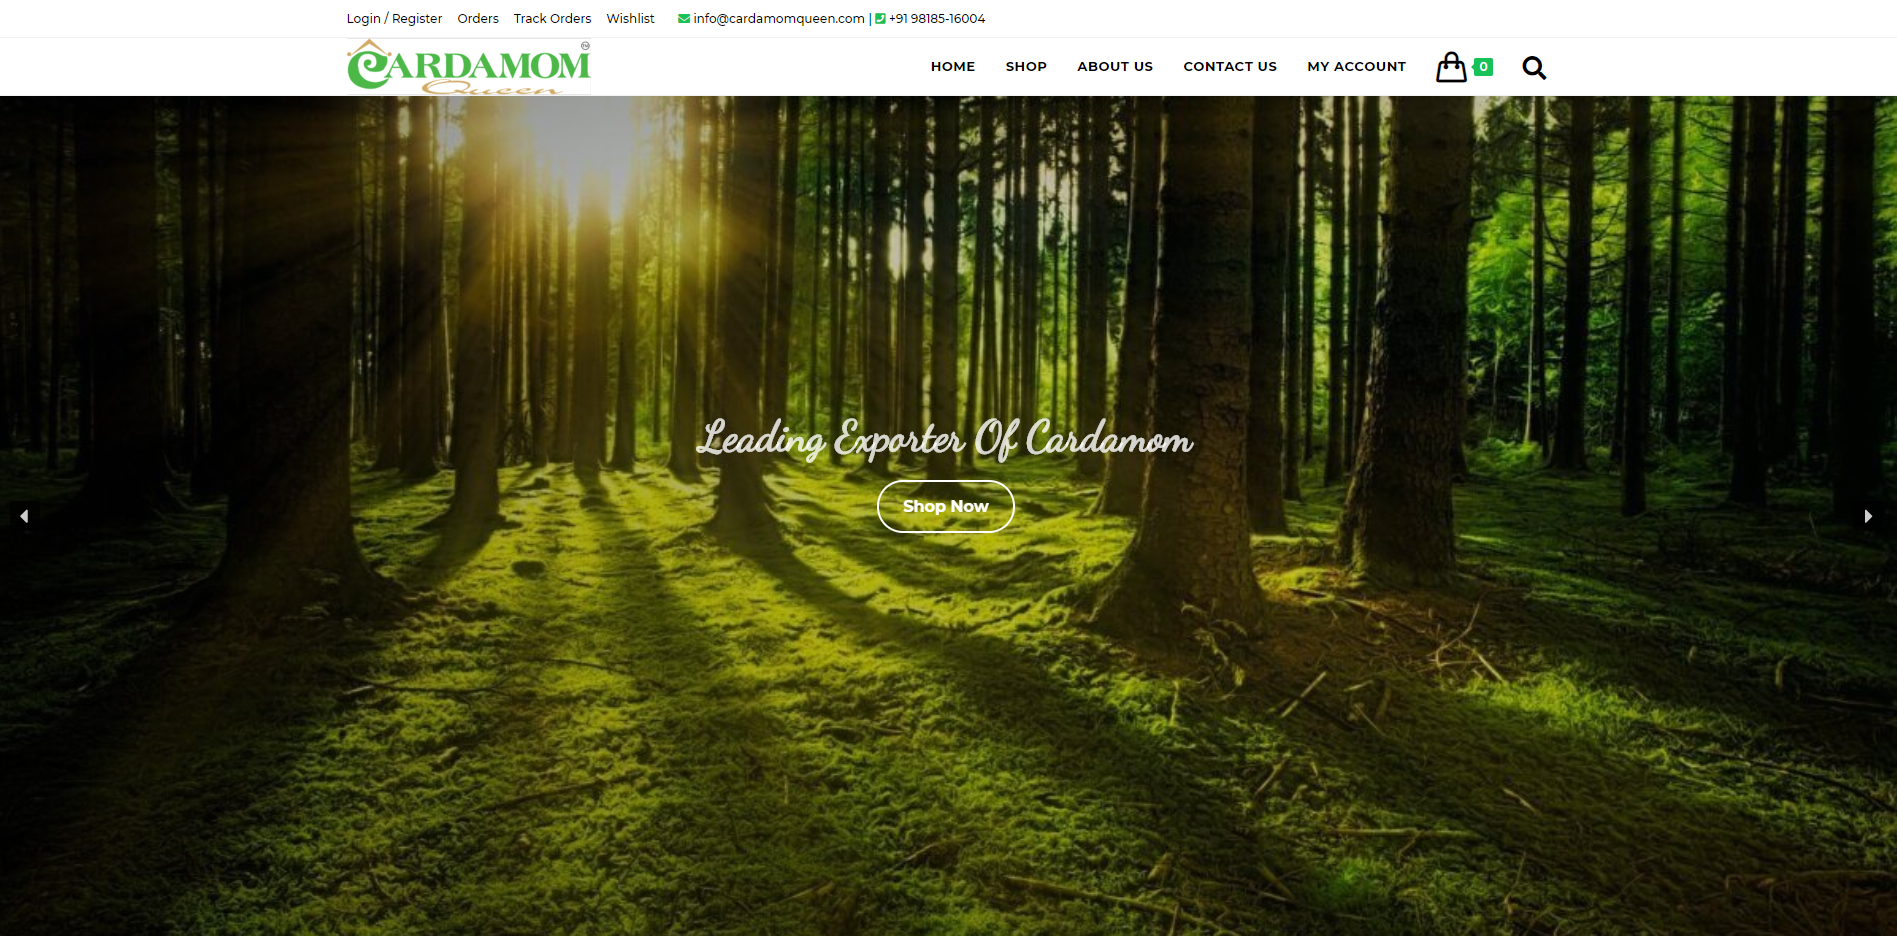 Login / Register Orders Track Orders Wishlist info@cardamomqueen.com | +91 98185-16004
CARDAMOM TM
Queen
HOME SHOP ABOUT US CONTACT US MY ACCOUNT 0
Leading Exporter Of Cardamom
Shop Now